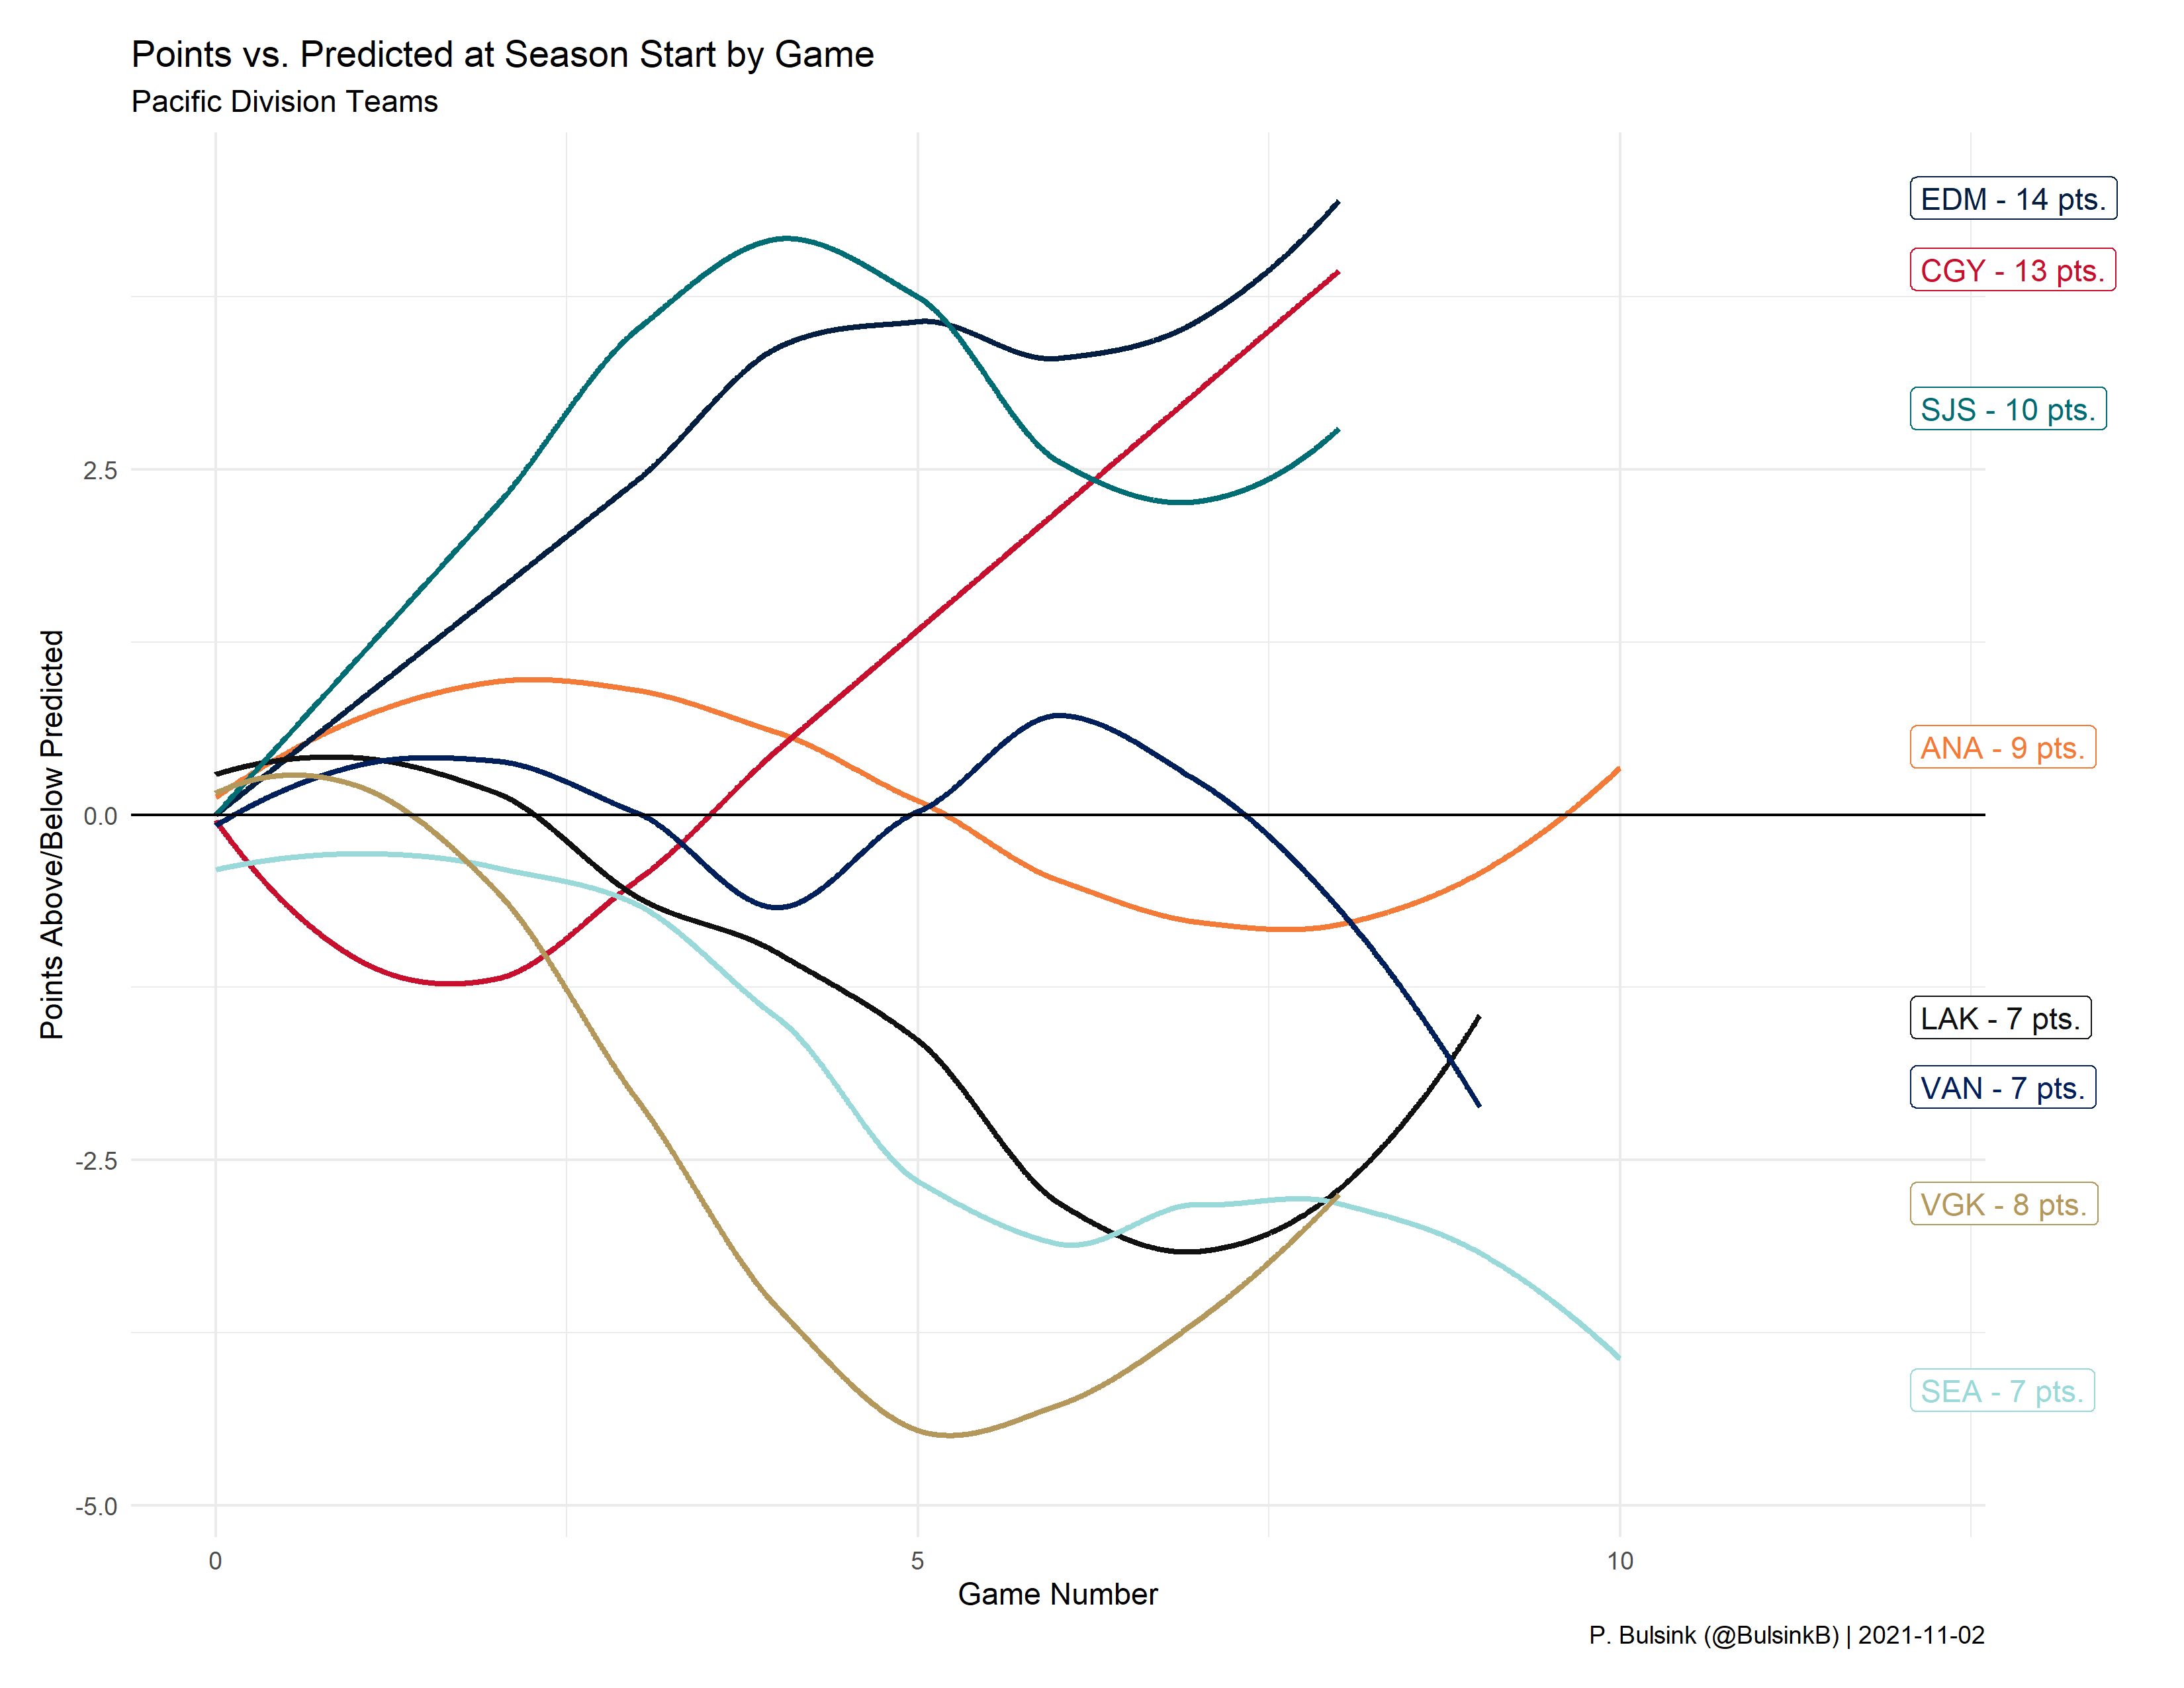 Points vs. Predicted at Season Start by Game
Pacific Division Teams
EDM - 14 pts.
CGY - 13 pts.
SJS - 10 pts.
2.5
ANA - 9 pts.
0.0
Points Above/Below Predicted
LAK - 7 pts.
VAN - 7 pts.
-2.5
VGK - 8 pts.
SEA - 7 pts.
-5.0
0
5
10
Game Number
P. Bulsink (@BulsinkB) | 2021-11-02